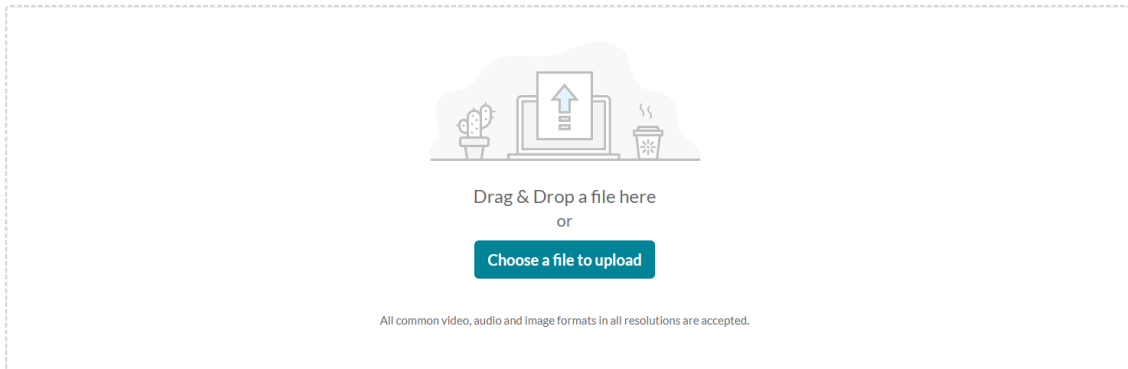 Drag & Drop a file here
or
Choose a file to upload
All common video, audio and image formats in all resolutions are accepted.